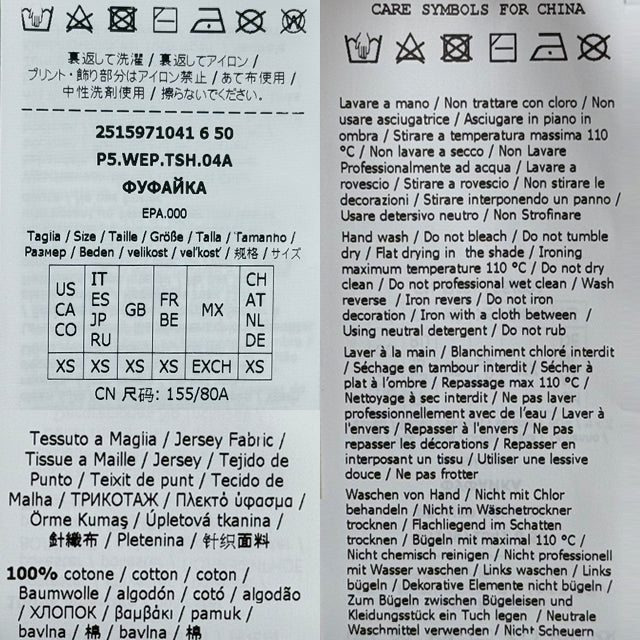 裏返して洗濯 / 裏返してアイロン /
プリント・飾り部分はアイロン禁止 / あて布使用 /
中性洗剤使用 / 擦らないでください。
2515971041 6 50
P5.WEP.TSH.04A
ФУФАЙКА
EPA.000
Taglia / Size / Taille / Größe / Talla / Tamanho /
Размер / Beden / velikost / veľkosť / 规格 / サイズ
US CA CO | IT ES JP RU | GB | FR BE | MX | CH AT NL DE
XS | XS | XS | XS | EXCH | XS
CN 尺码: 155/80A
Tessuto a Maglia / Jersey Fabric /
Tissue a Maille / Jersey / Tejido de
Punto / Teixit de punt / Tecido de
Malha / ТРИКОТАЖ / Πλεκτό ύφασμα /
Örme Kumaş / Úpletová tkanina /
針織布 / Pletenina / 针织面料
100% cotone / cotton / coton /
Baumwolle / algodón / cotó / algodão
/ ХЛОПОК / βαμβάκι / pamuk /
bavlna / 棉 / bavlna / 棉
CARE SYMBOLS FOR CHINA
Lavare a mano / Non trattare con cloro / Non
usare asciugatrice / Asciugare in piano in
ombra / Stirare a temperatura massima 110
°C / Non lavare a secco / Non Lavare
Professionalmente ad acqua / Lavare a
rovescio / Stirare a rovescio / Non stirare le
decorazioni / Stirare interponendo un panno /
Usare detersivo neutro / Non Strofinare
Hand wash / Do not bleach / Do not tumble
dry / Flat drying in the shade / Ironing
maximum temperature 110 °C / Do not dry
clean / Do not professional wet clean / Wash
reverse / Iron revers / Do not iron
decoration / Iron with a cloth between /
Using neutral detergent / Do not rub
Laver à la main / Blanchiment chloré interdit
/ Séchage en tambour interdit / Sécher à
plat à l'ombre / Repassage max 110 °C /
Nettoyage à sec interdit / Ne pas laver
professionnellement avec de l'eau / Laver à
l'envers / Repasser à l'envers / Ne pas
repasser les décorations / Repasser en
interposant un tissu / Utiliser une lessive
douce / Ne pas frotter
Waschen von Hand / Nicht mit Chlor
behandeln / Nicht im Wäschetrockner
trocknen / Flachliegend im Schatten
trocknen / Bügeln mit maximal 110 °C /
Nicht chemisch reinigen / Nicht professionell
mit Wasser waschen / Links waschen / Links
bügeln / Dekorative Elemente nicht bügeln /
Zum Bügeln zwischen Bügeleisen und
Kleidungsstück ein Tuch legen / Neutrale
Waschmittel verwenden / Nicht Scheuern